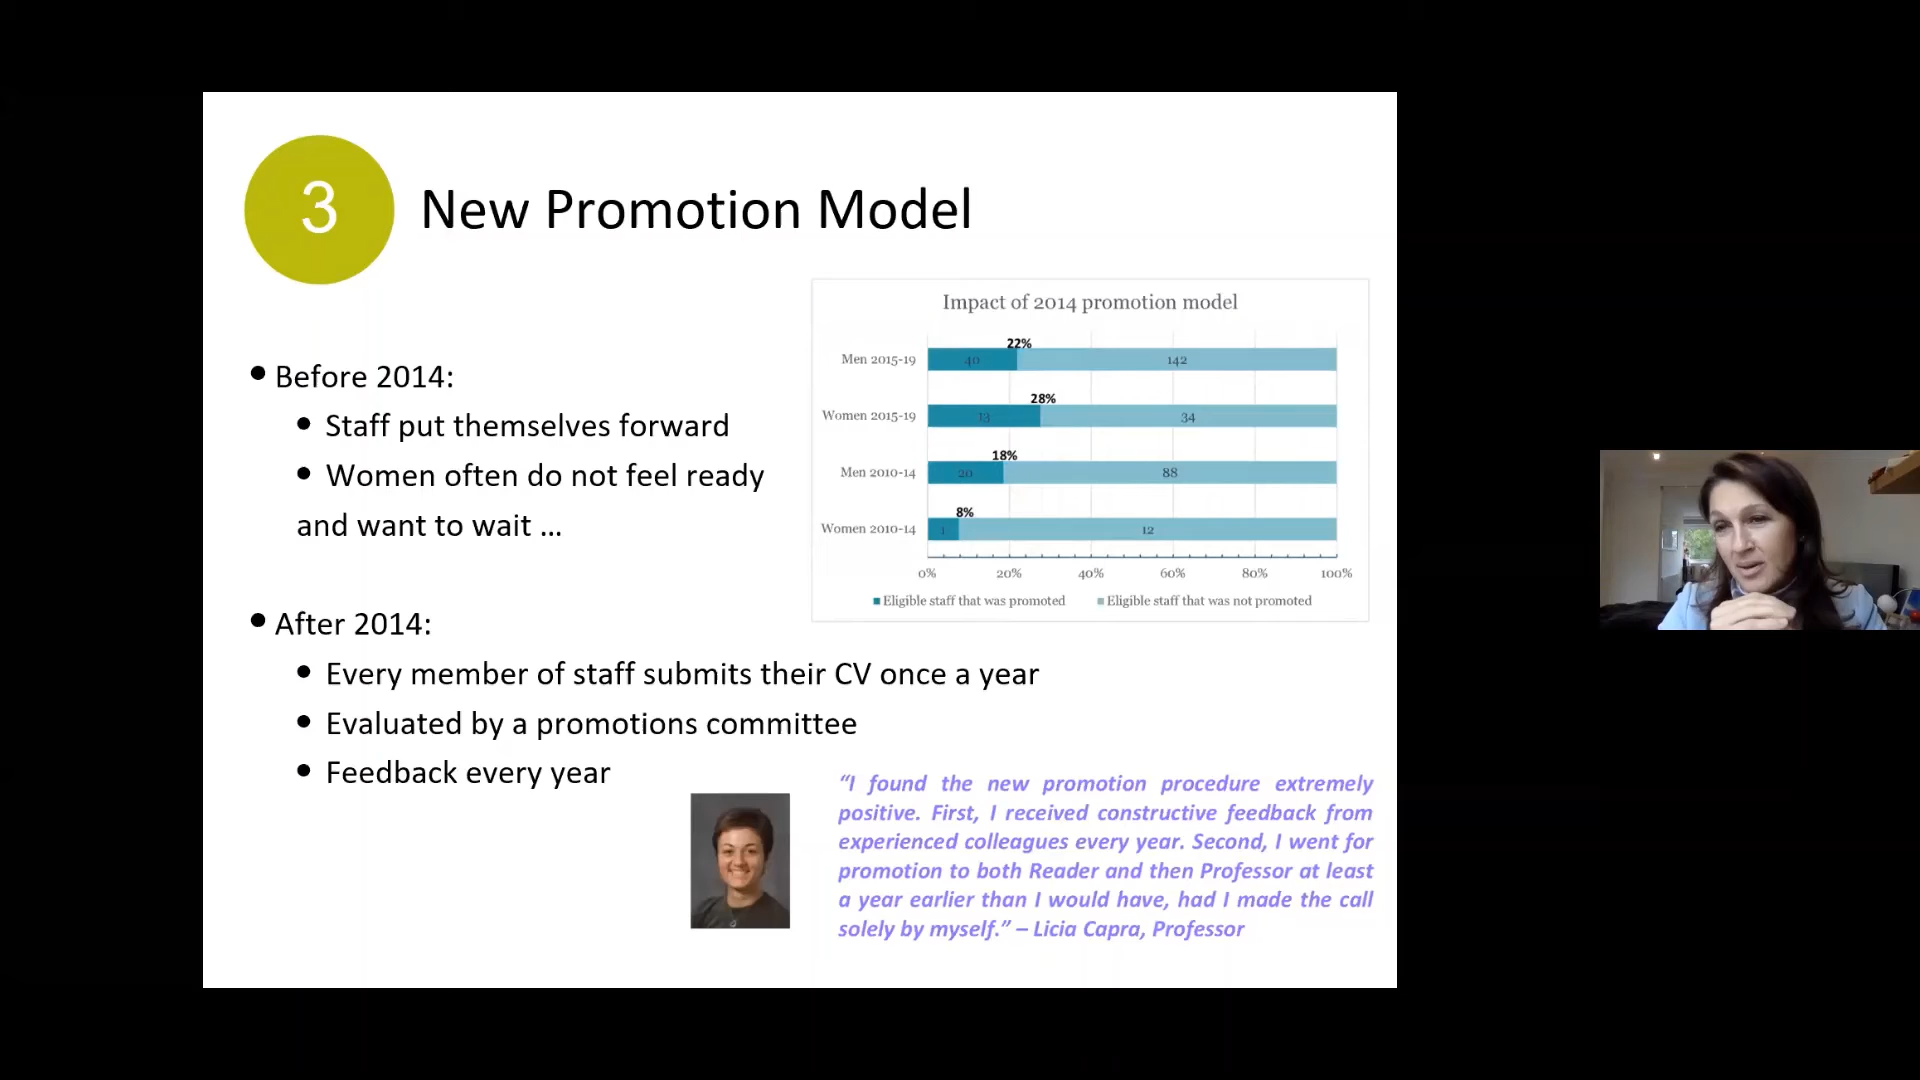 3
New Promotion Model
Before 2014:
Staff put themselves forward
Women often do not feel ready
and want to wait ...
After 2014:
Every member of staff submits their CV once a year
Evaluated by a promotions committee
Feedback every year
Impact of 2014 promotion model
22%
Men 2015-19 40 142
28%
Women 2015-19 13 34
18%
Men 2010-14 20 88
8%
Women 2010-14 1 12
0% 20% 40% 60% 80% 100%
Eligible staff that was promoted Eligible staff that was not promoted
“I found the new promotion procedure extremely
positive. First, I received constructive feedback from
experienced colleagues every year. Second, I went for
promotion to both Reader and then Professor at least
a year earlier than I would have, had I made the call
solely by myself.” – Licia Capra, Professor